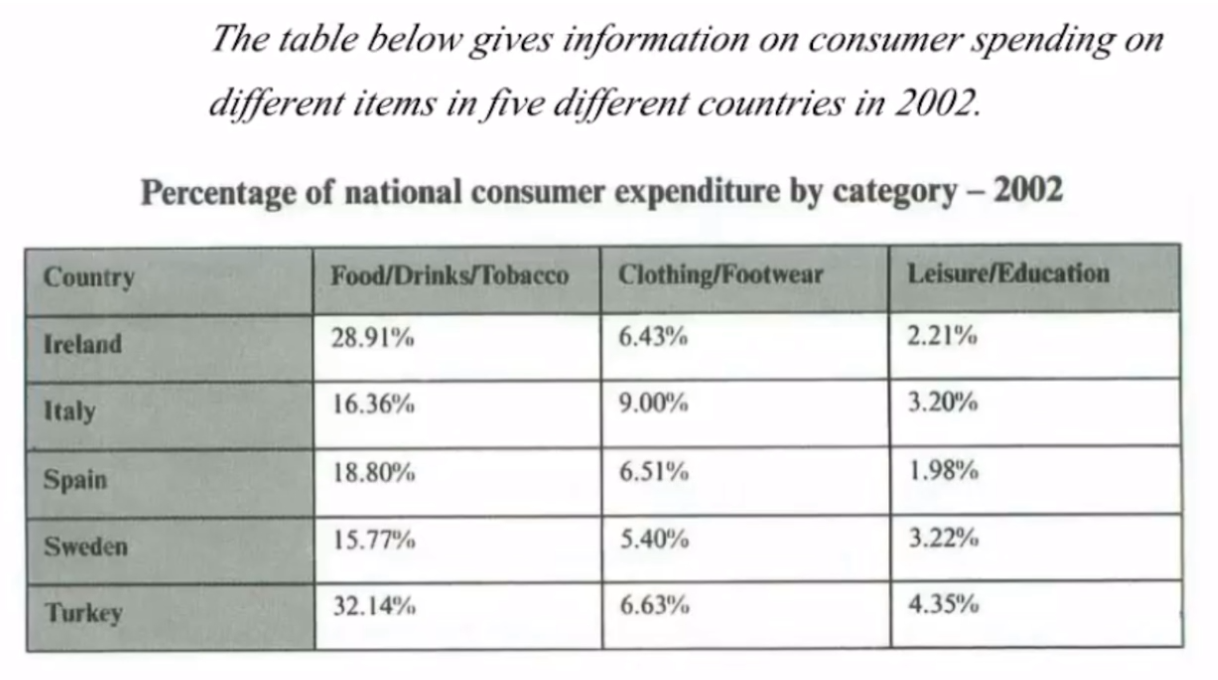 The table below gives information on consumer spending on
different items in five different countries in 2002.
Percentage of national consumer expenditure by category – 2002
Country Food/Drinks/Tobacco Clothing/Footwear Leisure/Education
Ireland 28.91% 6.43% 2.21%
Italy 16.36% 9.00% 3.20%
Spain 18.80% 6.51% 1.98%
Sweden 15.77% 5.40% 3.22%
Turkey 32.14% 6.63% 4.35%